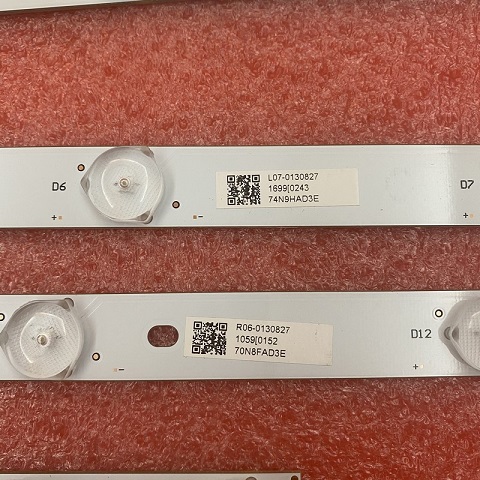 D6
L07-0130827
1699[0243
74N9HAD3E
D7
+
-
+
R06-0130827
1059[0152
70N8FAD3E
D12
-
+